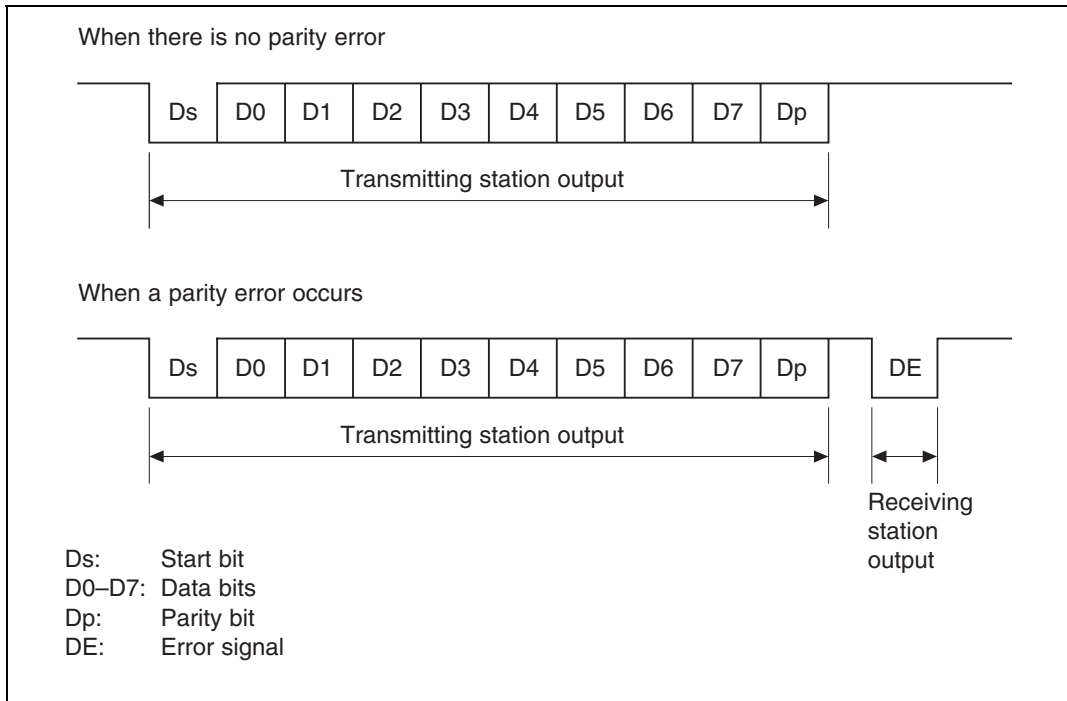 When there is no parity error
Ds D0 D1 D2 D3 D4 D5 D6 D7 Dp
Transmitting station output
When a parity error occurs
Ds D0 D1 D2 D3 D4 D5 D6 D7 Dp DE
Transmitting station output
Receiving
station
output
Ds: Start bit
D0–D7: Data bits
Dp: Parity bit
DE: Error signal